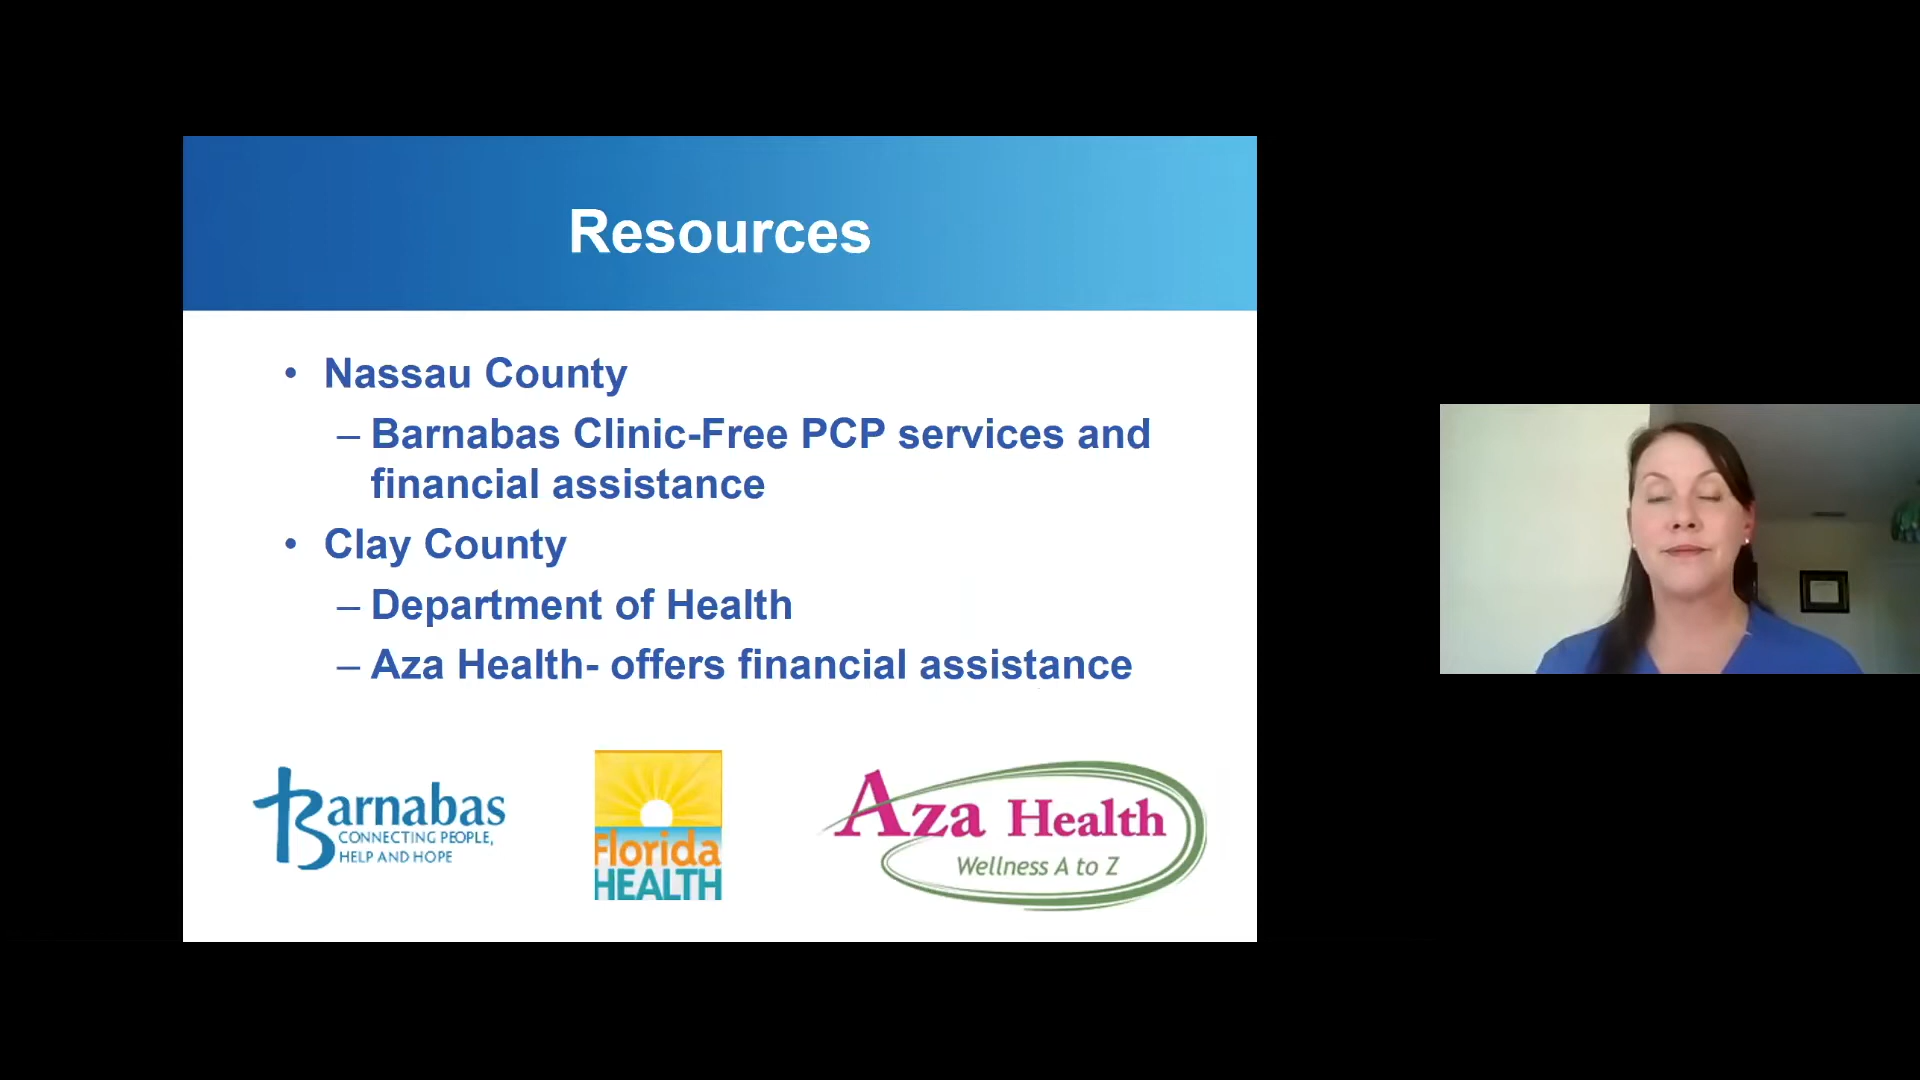 Resources
• Nassau County
– Barnabas Clinic-Free PCP services and
financial assistance
• Clay County
– Department of Health
– Aza Health- offers financial assistance
Barnabas
CONNECTING PEOPLE,
HELP AND HOPE
Florida
HEALTH
Aza Health
Wellness A to Z